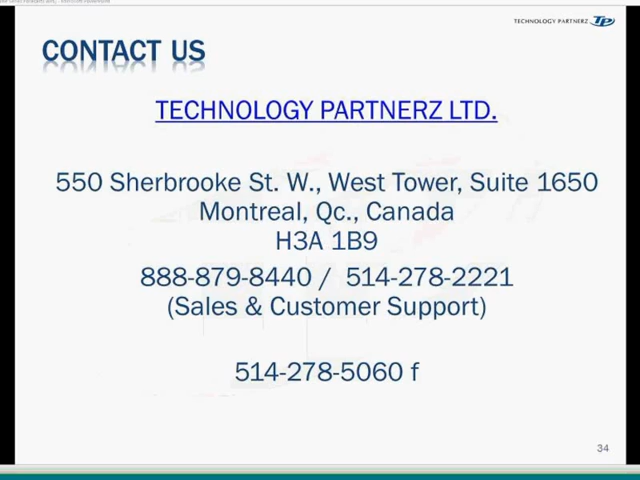 TECHNOLOGY PARTNERZ TP
CONTACT US
TECHNOLOGY PARTNERZ LTD.
550 Sherbrooke St. W., West Tower, Suite 1650
Montreal, Qc., Canada
H3A 1B9
888-879-8440 / 514-278-2221
(Sales & Customer Support)
514-278-5060 f
34